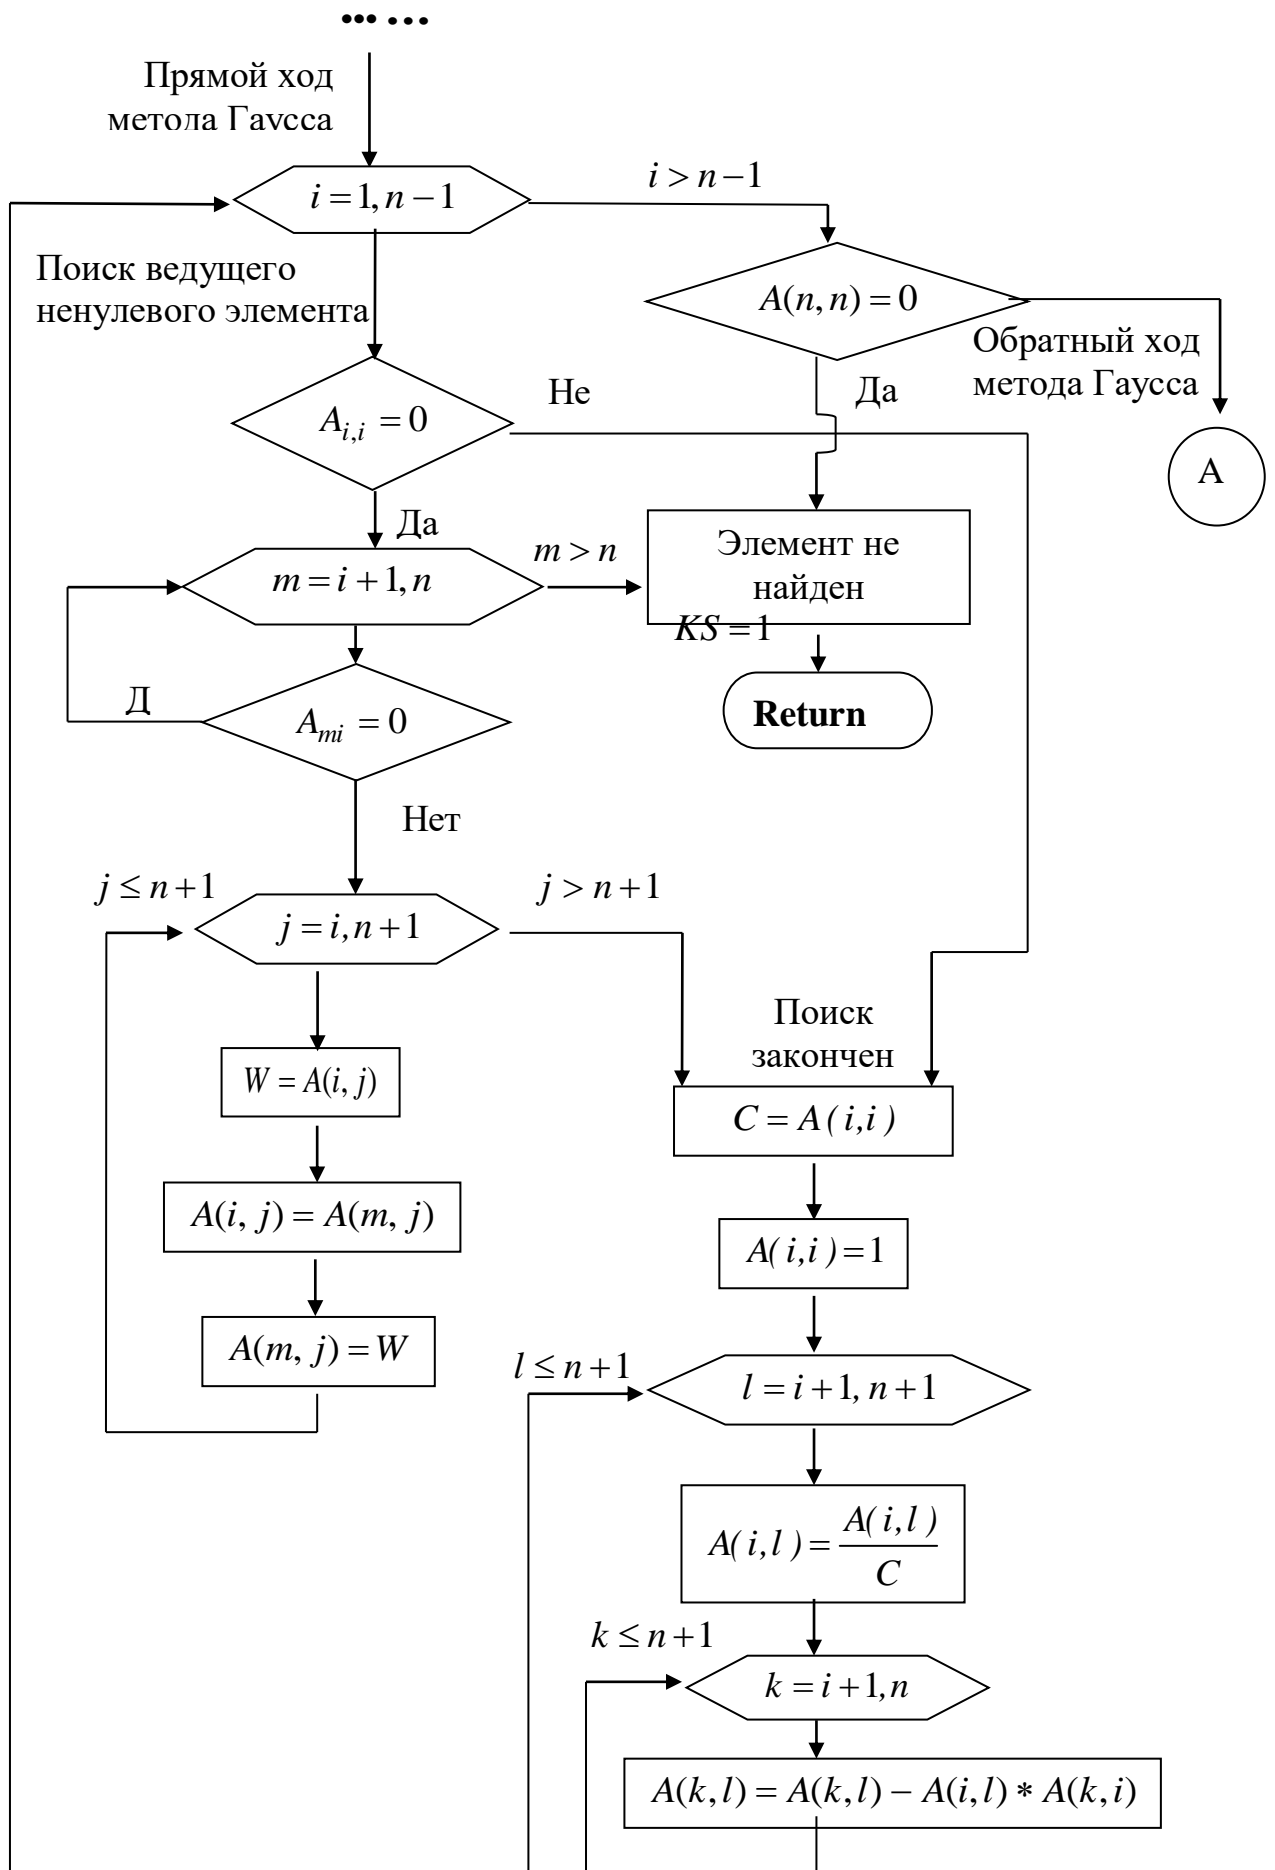 •••…
Прямой ход
метода Гаусса
i = 1, n − 1
i > n − 1
Поиск ведущего
ненулевого элемента
A(n, n) = 0
Обратный ход
метода Гаусса
Не
Да
A_{i,i} = 0
А
Да
m = i + 1, n
m > n
Элемент не
найден
KS = 1
Д
A_{mi} = 0
Return
Нет
j ≤ n + 1
j = i, n + 1
j > n + 1
Поиск
закончен
W = A(i, j)
C = A(i,i)
A(i, j) = A(m, j)
A(i,i) = 1
A(m, j) = W
l ≤ n + 1
l = i + 1, n + 1
A(i,l) = A(i,l) / C
k ≤ n + 1
k = i + 1, n
A(k, l) = A(k, l) − A(i, l) * A(k, i)